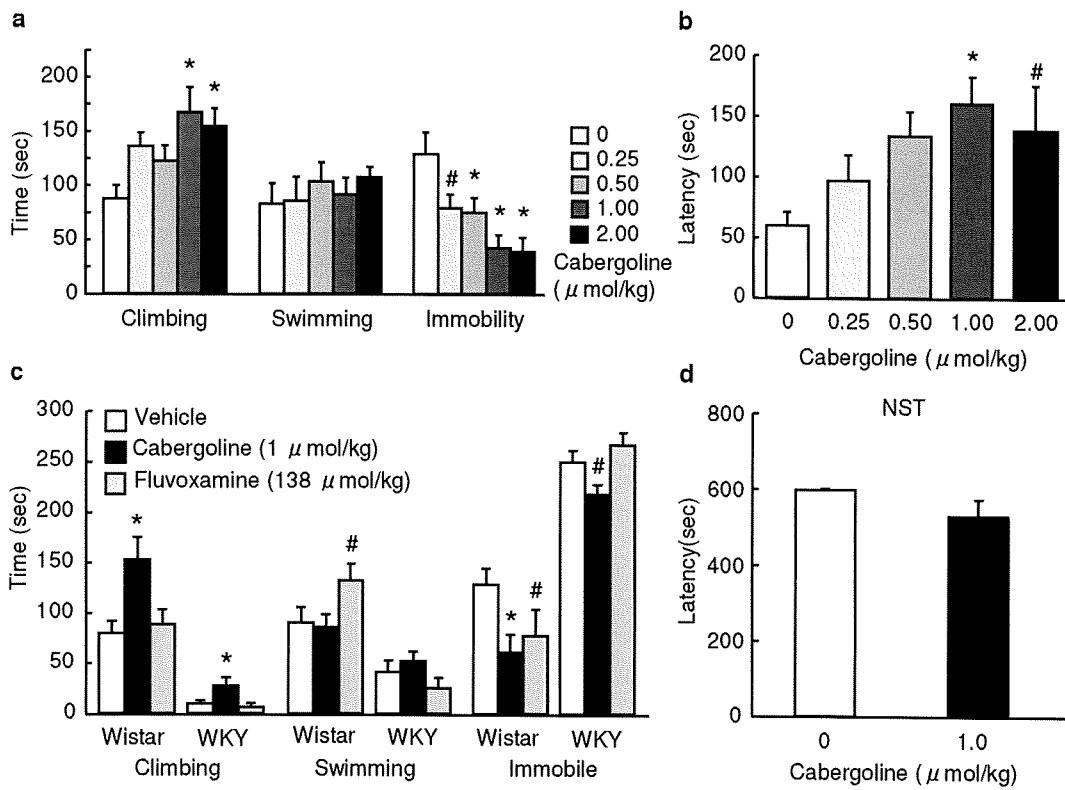 a
Time (sec)
200
150
100
50
0
* *
# * * *
Climbing Swimming Immobility
0
0.25
0.50
1.00
2.00
Cabergoline
( μ mol/kg)
b
Latency (sec)
200
150
100
50
0
* #
0 0.25 0.50 1.00 2.00
Cabergoline ( μ mol/kg)
c
Time (sec)
300
250
200
150
100
50
0
Vehicle
Cabergoline (1 μ mol/kg)
Fluvoxamine (138 μ mol/kg)
* * # * # #
Wistar WKY Wistar WKY Wistar WKY
Climbing Swimming Immobile
d
NST
Latency(sec)
800
600
400
200
0
0 1.0
Cabergoline ( μ mol/kg)